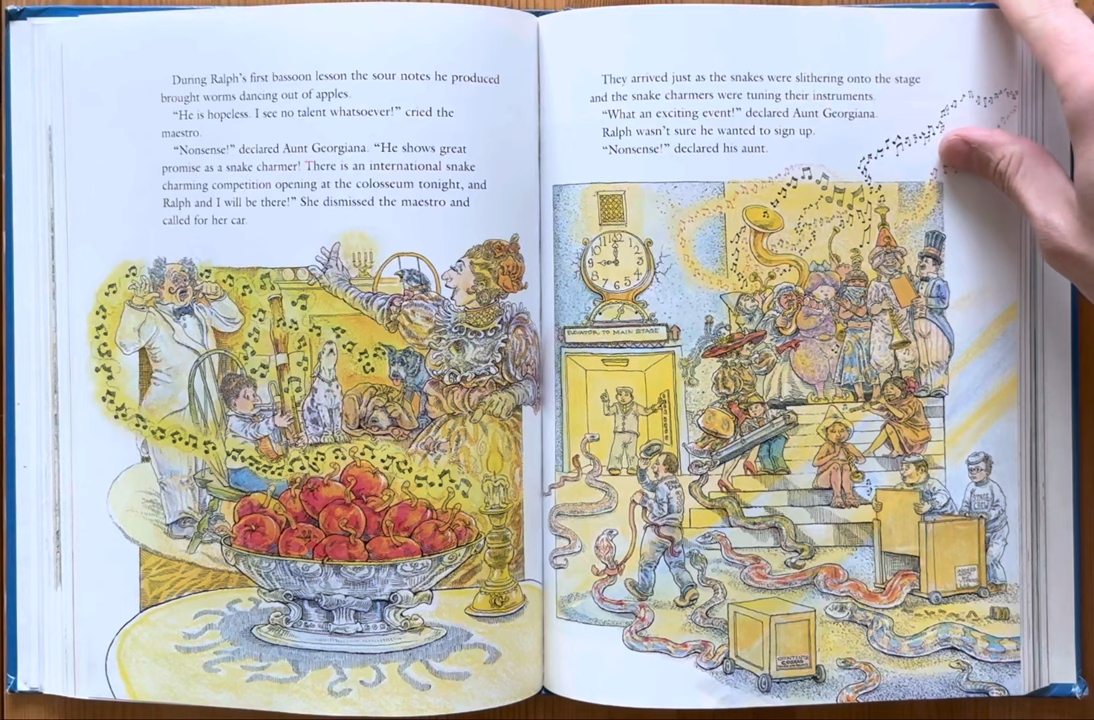 During Ralph's first bassoon lesson the sour notes he produced
brought worms dancing out of apples.
"He is hopeless. I see no talent whatsoever!" cried the
maestro.
"Nonsense!" declared Aunt Georgiana. "He shows great
promise as a snake charmer! There is an international snake
charming competition opening at the colosseum tonight, and
Ralph and I will be there!" She dismissed the maestro and
called for her car.
They arrived just as the snakes were slithering onto the stage
and the snake charmers were tuning their instruments.
"What an exciting event!" declared Aunt Georgiana.
Ralph wasn't sure he wanted to sign up.
"Nonsense!" declared his aunt.
ELEVATOR TO MAIN STAGE
CONTENTS
COBRA